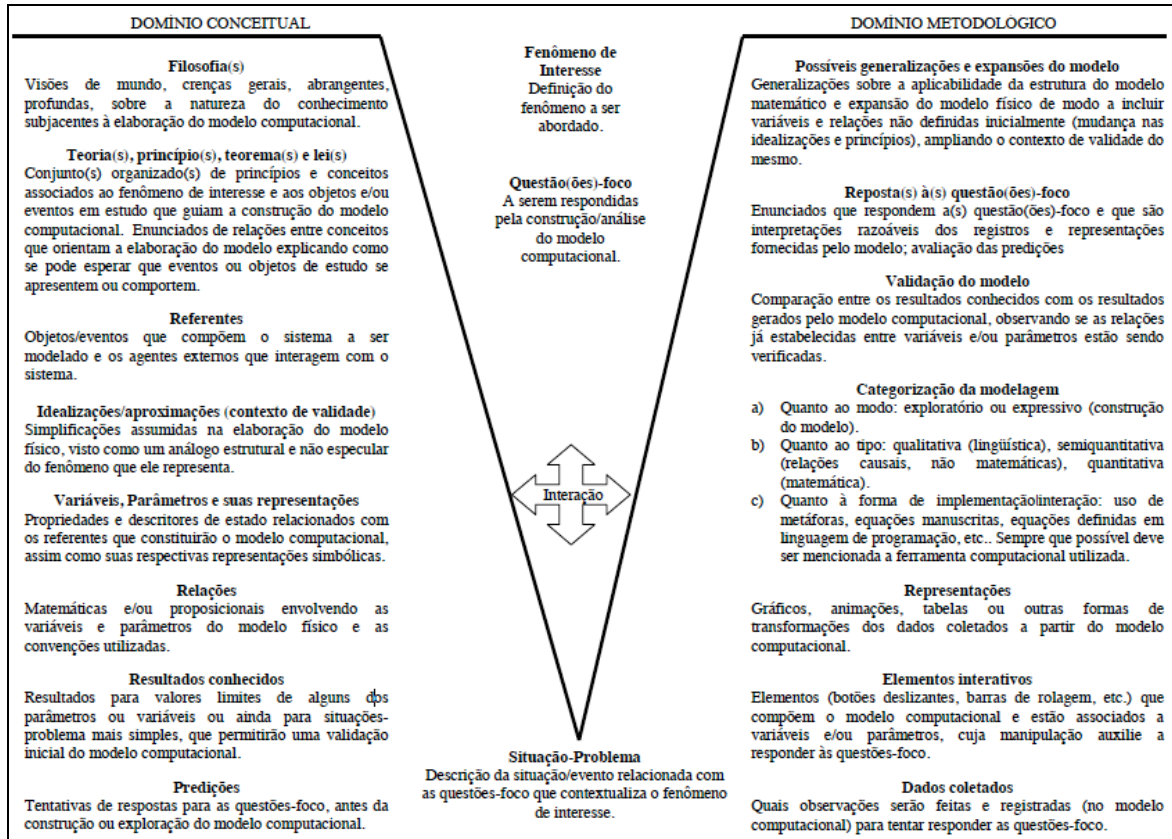 DOMÍNIO CONCEITUAL
Filosofia(s)
Visões de mundo, crenças gerais, abrangentes,
profundas, sobre a natureza do conhecimento
subjacentes à elaboração do modelo computacional.
Teoria(s), princípio(s), teorema(s) e lei(s)
Conjunto(s) organizado(s) de princípios e conceitos
associados ao fenômeno de interesse e aos objetos e/ou
eventos em estudo que guiam a construção do modelo
computacional. Enunciados de relações entre conceitos
que orientam a elaboração do modelo explicando como
se pode esperar que eventos ou objetos de estudo se
apresentem ou comportem.
Referentes
Objetos/eventos que compõem o sistema a ser
modelado e os agentes externos que interagem com o
sistema.
Idealizações/aproximações (contexto de validade)
Simplificações assumidas na elaboração do modelo
físico, visto como um análogo estrutural e não especular
do fenômeno que ele representa.
Variáveis, Parâmetros e suas representações
Propriedades e descritores de estado relacionados com
os referentes que constituirão o modelo computacional,
assim como suas respectivas representações simbólicas.
Relações
Matemáticas e/ou proposicionais envolvendo as
variáveis e parâmetros do modelo físico e as
convenções utilizadas.
Resultados conhecidos
Resultados para valores limites de alguns dos
parâmetros ou variáveis ou ainda para situações-
problema mais simples, que permitirão uma validação
inicial do modelo computacional.
Predições
Tentativas de respostas para as questões-foco, antes da
construção ou exploração do modelo computacional.
Fenômeno de
Interesse
Definição do
fenômeno a ser
abordado.
Questão(ões)-foco
A serem respondidas
pela construção/análise
do modelo
computacional.
Interação
Situação-Problema
Descrição da situação/evento relacionada com
as questões-foco que contextualiza o fenômeno
de interesse.
DOMÍNIO METODOLÓGICO
Possíveis generalizações e expansões do modelo
Generalizações sobre a aplicabilidade da estrutura do modelo
matemático e expansão do modelo físico de modo a incluir
variáveis e relações não definidas inicialmente (mudança nas
idealizações e princípios), ampliando o contexto de validade do
mesmo.
Reposta(s) à(s) questão(ões)-foco
Enunciados que respondem a(s) questão(ões)-foco e que são
interpretações razoáveis dos registros e representações
fornecidas pelo modelo; avaliação das predições
Validação do modelo
Comparação entre os resultados conhecidos com os resultados
gerados pelo modelo computacional, observando se as relações
já estabelecidas entre variáveis e/ou parâmetros estão sendo
verificadas.
Categorização da modelagem
a) Quanto ao modo: exploratório ou expressivo (construção
do modelo).
b) Quanto ao tipo: qualitativa (lingüística), semiquantitativa
(relações causais, não matemáticas), quantitativa
(matemática).
c) Quanto à forma de implementaçãolinteração: uso de
metáforas, equações manuscritas, equações definidas em
linguagem de programação, etc.. Sempre que possível deve
ser mencionada a ferramenta computacional utilizada.
Representações
Gráficos, animações, tabelas ou outras formas de
transformações dos dados coletados a partir do modelo
computacional.
Elementos interativos
Elementos (botões deslizantes, barras de rolagem, etc.) que
compõem o modelo computacional e estão associados a
variáveis e/ou parâmetros, cuja manipulação auxilie a
responder às questões-foco.
Dados coletados
Quais observações serão feitas e registradas (no modelo
computacional) para tentar responder as questões-foco.